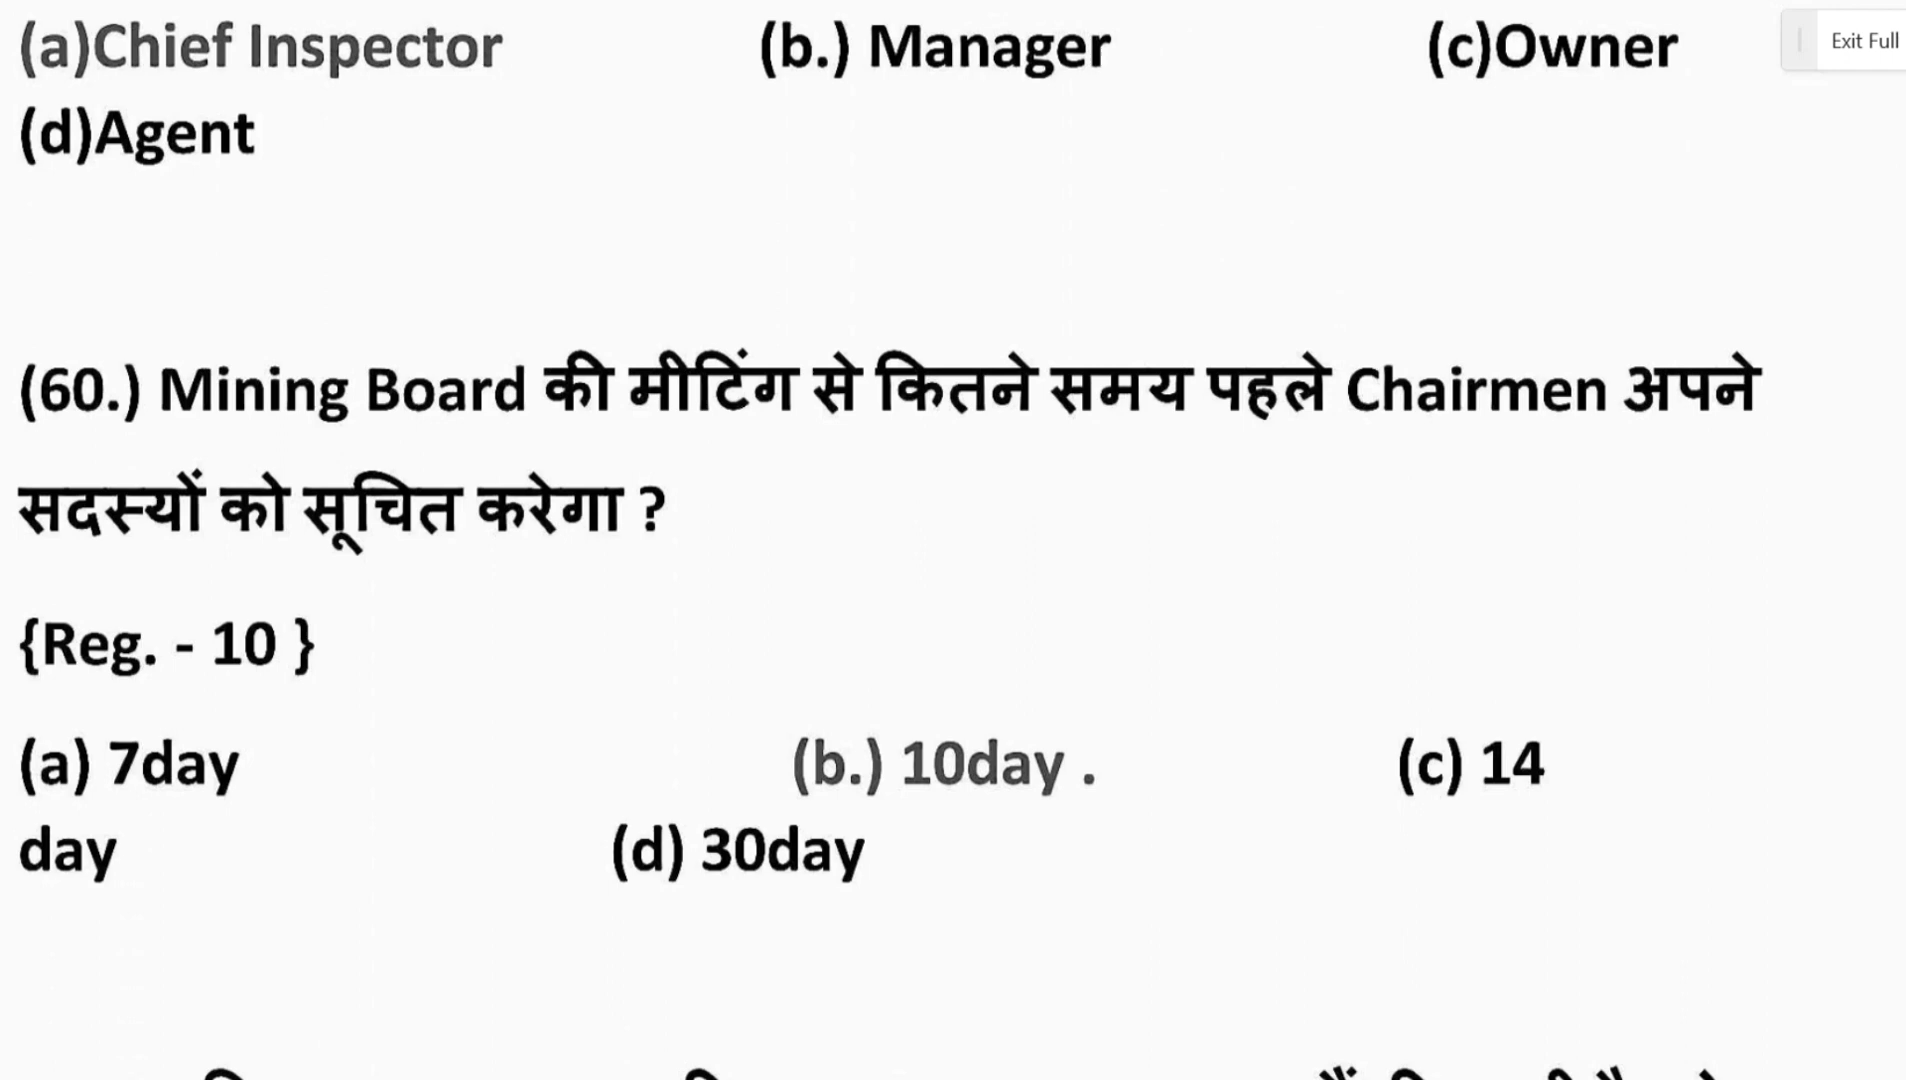 (a)Chief Inspector (b.) Manager (c)Owner
Exit Full
(d)Agent
(60.) Mining Board की मीटिंग से कितने समय पहले Chairmen अपने
सदस्यों को सूचित करेगा ?
{Reg. - 10 }
(a) 7day (b.) 10day . (c) 14
day (d) 30day